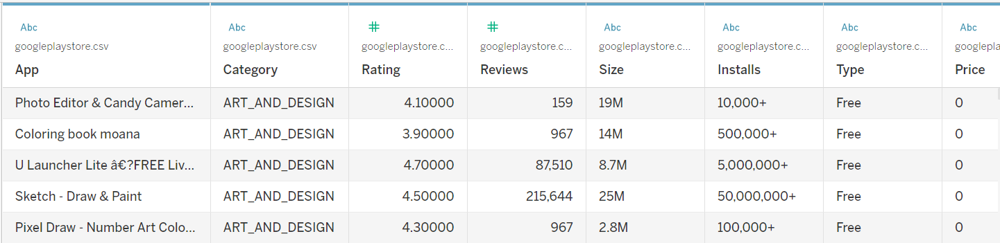 Abc Abc # # Abc Abc Abc Abc
googleplaystore.csv googleplaystore.csv googleplaystore.c... googleplaystore.c... googleplaystore.c... googleplaystore.c... googleplaystore.c... googlepla
App Category Rating Reviews Size Installs Type Price
Photo Editor & Candy Camer... ART_AND_DESIGN 4.10000 159 19M 10,000+ Free 0
Coloring book moana ART_AND_DESIGN 3.90000 967 14M 500,000+ Free 0
U Launcher Lite â€?FREE Liv... ART_AND_DESIGN 4.70000 87,510 8.7M 5,000,000+ Free 0
Sketch - Draw & Paint ART_AND_DESIGN 4.50000 215,644 25M 50,000,000+ Free 0
Pixel Draw - Number Art Colo... ART_AND_DESIGN 4.30000 967 2.8M 100,000+ Free 0